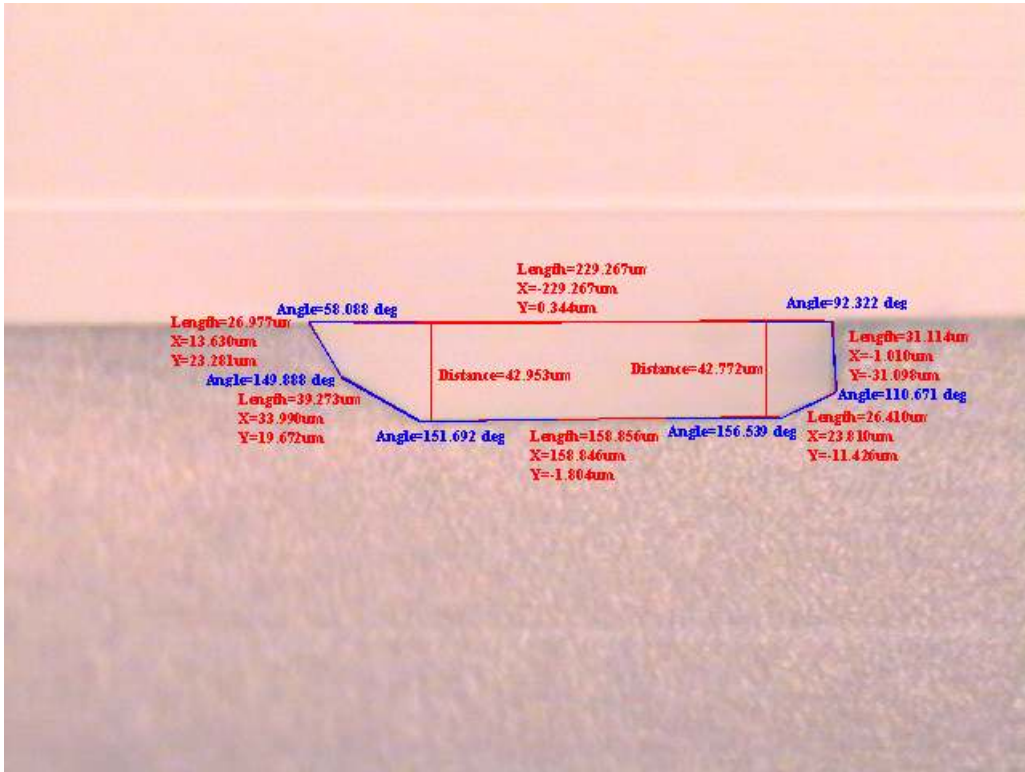 Length=229.267um
X=-229.267um
Y=0.344um
Angle=58.088 deg
Angle=92.322 deg
Length=26.977um
X=13.630um
Y=23.281um
Length=31.114um
X=-1.010um
Y=-31.098um
Distance=42.953um
Distance=42.772um
Angle=149.888 deg
Angle=110.671 deg
Length=39.273um
X=33.990um
Y=19.672um
Length=26.410um
X=23.810um
Y=-11.426um
Angle=151.692 deg
Length=158.856um
X=158.846um
Y=-1.804um
Angle=156.539 deg